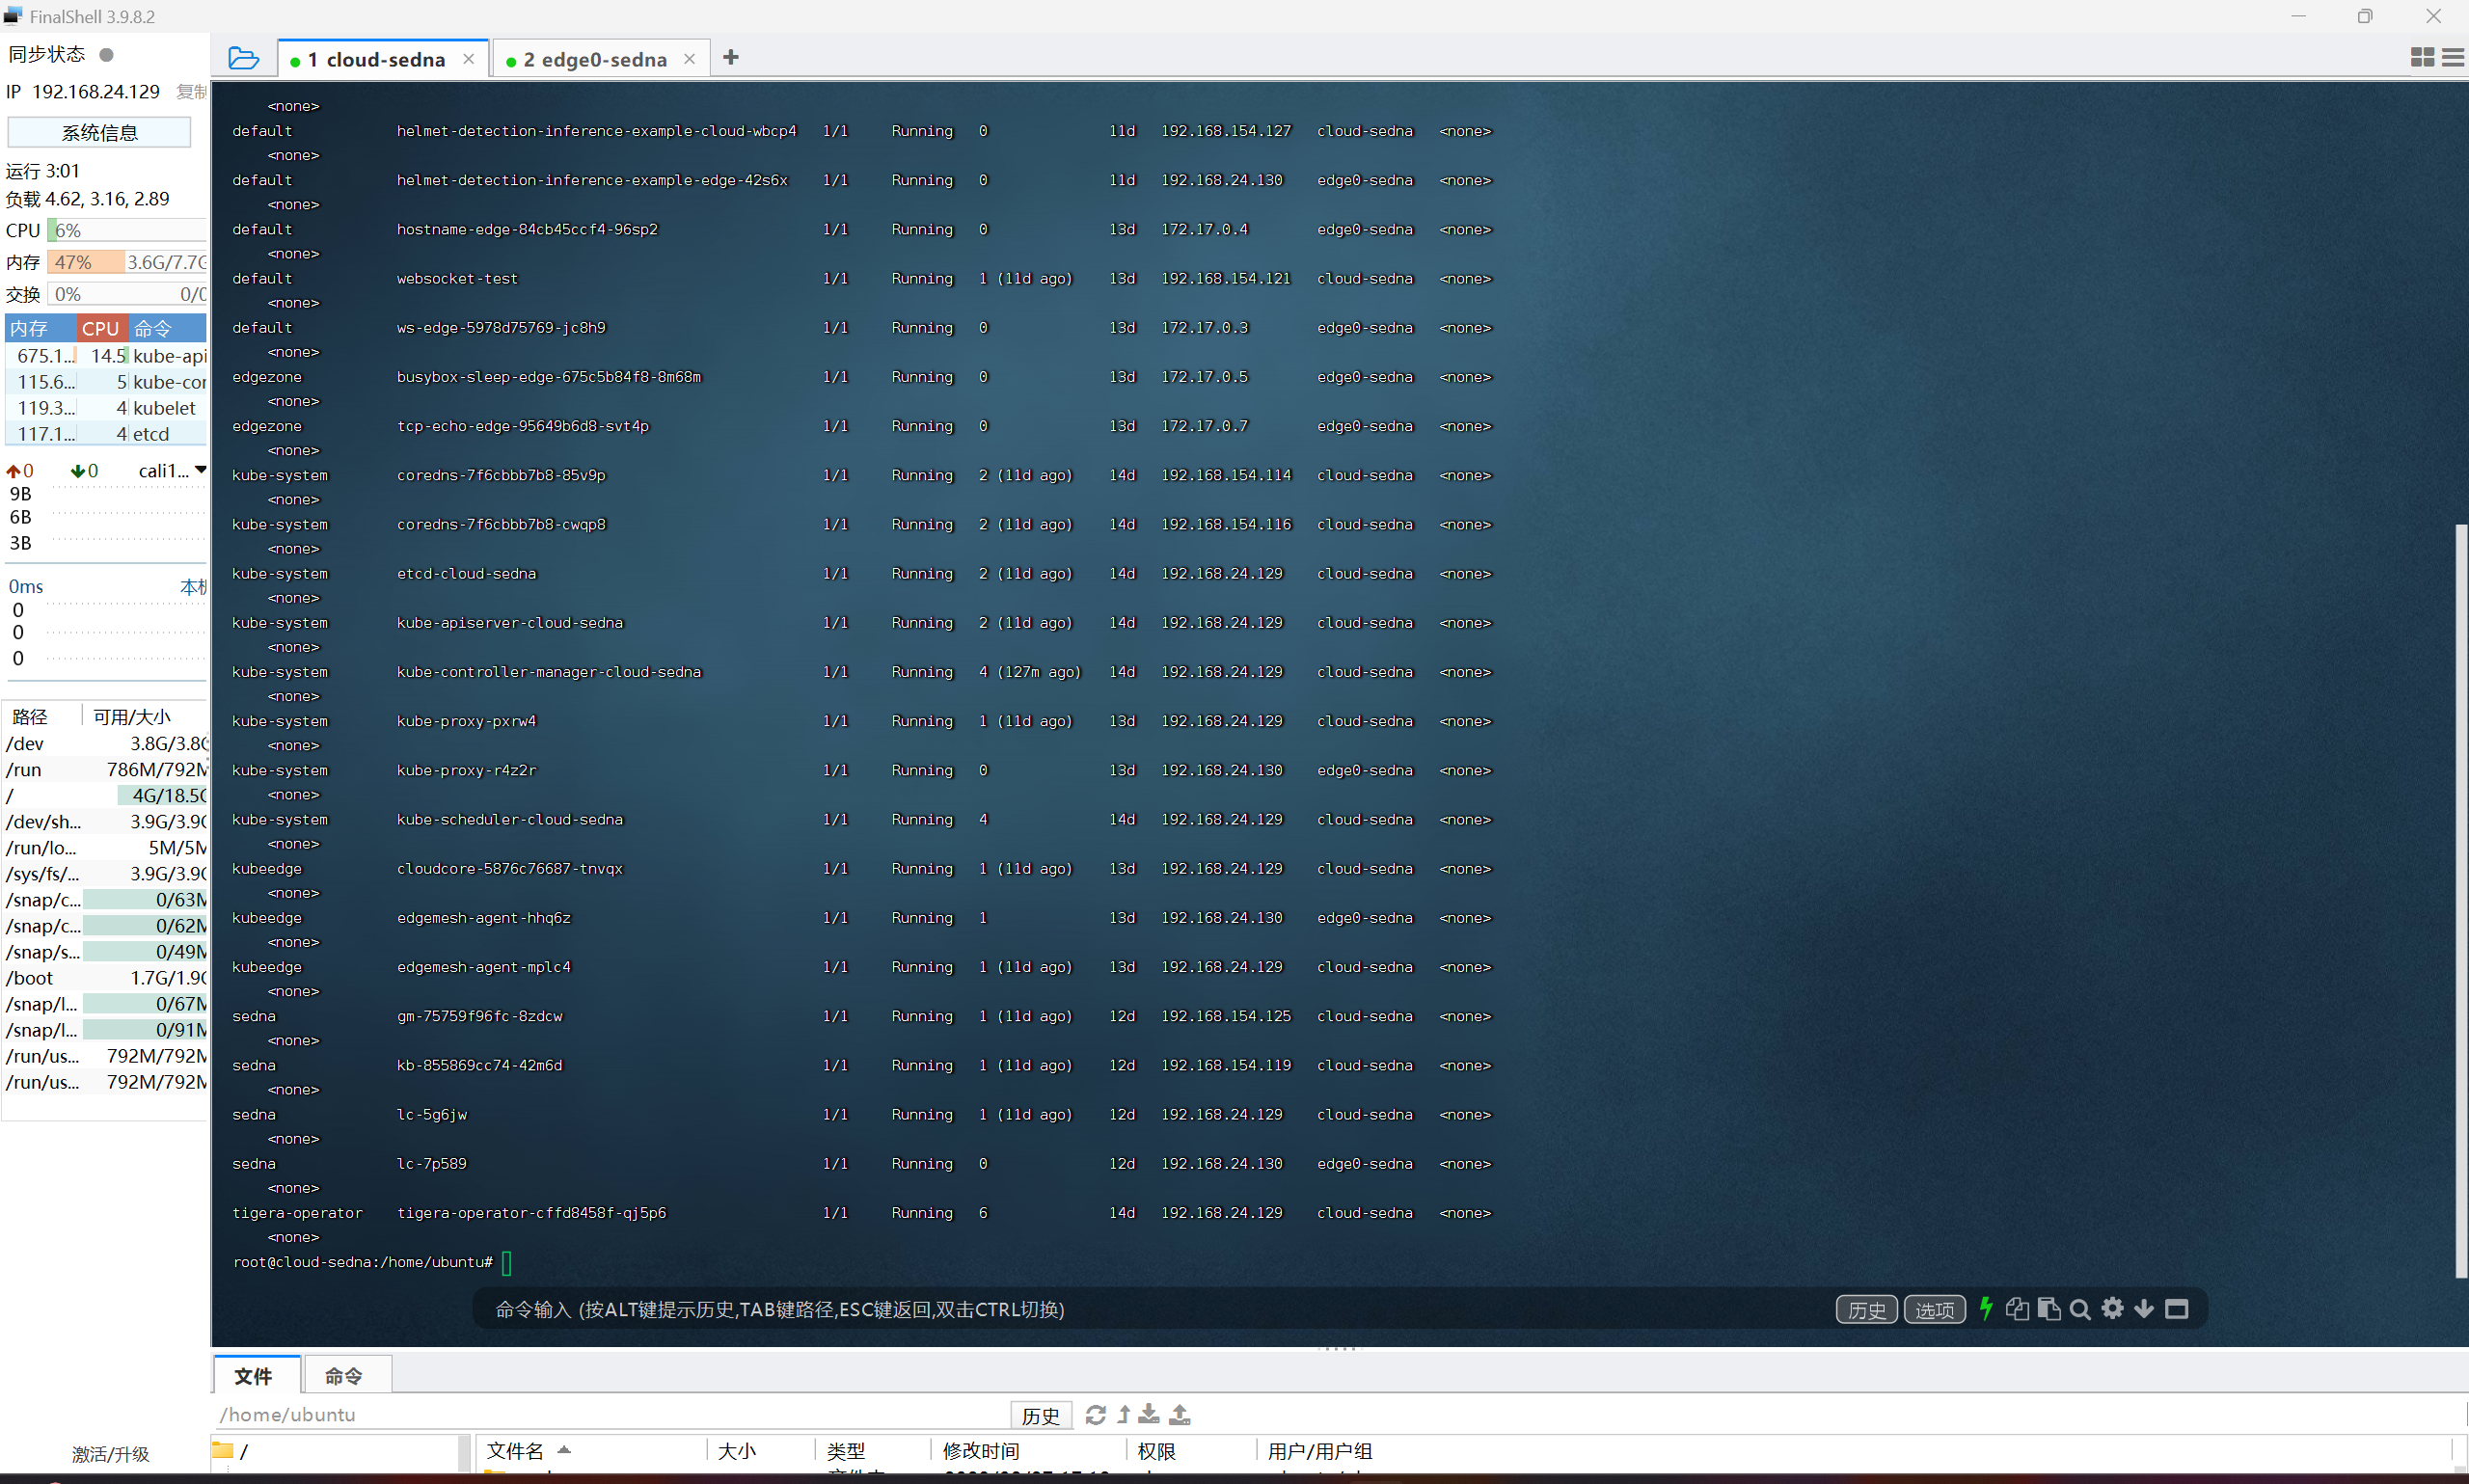 FinalShell 3.9.8.2
同步状态
IP 192.168.24.129 复制
系统信息
运行 3:01
负载 4.62, 3.16, 2.89
CPU 6%
内存 47% 3.6G/7.7G
交换 0% 0/0
内存 CPU 命令
675.1... 14.5 kube-api
115.6... 5 kube-cor
119.3... 4 kubelet
117.1... 4 etcd
0 0 cali1...
9B
6B
3B
0ms 本机
0
0
0
路径 可用/大小
/dev 3.8G/3.8G
/run 786M/792M
/ 4G/18.5G
/dev/sh... 3.9G/3.9G
/run/lo... 5M/5M
/sys/fs/... 3.9G/3.9G
/snap/c... 0/63M
/snap/c... 0/62M
/snap/s... 0/49M
/boot 1.7G/1.9G
/snap/l... 0/67M
/snap/l... 0/91M
/run/us... 792M/792M
/run/us... 792M/792M
激活/升级
1 cloud-sedna 2 edge0-sedna
<none>
default helmet-detection-inference-example-cloud-wbcp4 1/1 Running 0 11d 192.168.154.127 cloud-sedna <none>
<none>
default helmet-detection-inference-example-edge-42s6x 1/1 Running 0 11d 192.168.24.130 edge0-sedna <none>
<none>
default hostname-edge-84cb45ccf4-96sp2 1/1 Running 0 13d 172.17.0.4 edge0-sedna <none>
<none>
default websocket-test 1/1 Running 1 (11d ago) 13d 192.168.154.121 cloud-sedna <none>
<none>
default ws-edge-5978d75769-jc8h9 1/1 Running 0 13d 172.17.0.3 edge0-sedna <none>
<none>
edgezone busybox-sleep-edge-675c5b84f8-8m68m 1/1 Running 0 13d 172.17.0.5 edge0-sedna <none>
<none>
edgezone tcp-echo-edge-95649b6d8-svt4p 1/1 Running 0 13d 172.17.0.7 edge0-sedna <none>
<none>
kube-system coredns-7f6cbbb7b8-85v9p 1/1 Running 2 (11d ago) 14d 192.168.154.114 cloud-sedna <none>
<none>
kube-system coredns-7f6cbbb7b8-cwqp8 1/1 Running 2 (11d ago) 14d 192.168.154.116 cloud-sedna <none>
<none>
kube-system etcd-cloud-sedna 1/1 Running 2 (11d ago) 14d 192.168.24.129 cloud-sedna <none>
<none>
kube-system kube-apiserver-cloud-sedna 1/1 Running 2 (11d ago) 14d 192.168.24.129 cloud-sedna <none>
<none>
kube-system kube-controller-manager-cloud-sedna 1/1 Running 4 (127m ago) 14d 192.168.24.129 cloud-sedna <none>
<none>
kube-system kube-proxy-pxrw4 1/1 Running 1 (11d ago) 13d 192.168.24.129 cloud-sedna <none>
<none>
kube-system kube-proxy-r4z2r 1/1 Running 0 13d 192.168.24.130 edge0-sedna <none>
<none>
kube-system kube-scheduler-cloud-sedna 1/1 Running 4 14d 192.168.24.129 cloud-sedna <none>
<none>
kubeedge cloudcore-5876c76687-tnvqx 1/1 Running 1 (11d ago) 13d 192.168.24.129 cloud-sedna <none>
<none>
kubeedge edgemesh-agent-hhq6z 1/1 Running 1 13d 192.168.24.130 edge0-sedna <none>
<none>
kubeedge edgemesh-agent-mplc4 1/1 Running 1 (11d ago) 13d 192.168.24.129 cloud-sedna <none>
<none>
sedna gm-75759f96fc-8zdcw 1/1 Running 1 (11d ago) 12d 192.168.154.125 cloud-sedna <none>
<none>
sedna kb-855869cc74-42m6d 1/1 Running 1 (11d ago) 12d 192.168.154.119 cloud-sedna <none>
<none>
sedna lc-5g6jw 1/1 Running 1 (11d ago) 12d 192.168.24.129 cloud-sedna <none>
<none>
sedna lc-7p589 1/1 Running 0 12d 192.168.24.130 edge0-sedna <none>
<none>
tigera-operator tigera-operator-cffd8458f-qj5p6 1/1 Running 6 14d 192.168.24.129 cloud-sedna <none>
<none>
root@cloud-sedna:/home/ubuntu#
命令输入 (按ALT键提示历史,TAB键路径,ESC键返回,双击CTRL切换) 历史 选项
文件 命令
/home/ubuntu 历史
/ 文件名 大小 类型 修改时间 权限 用户/用户组